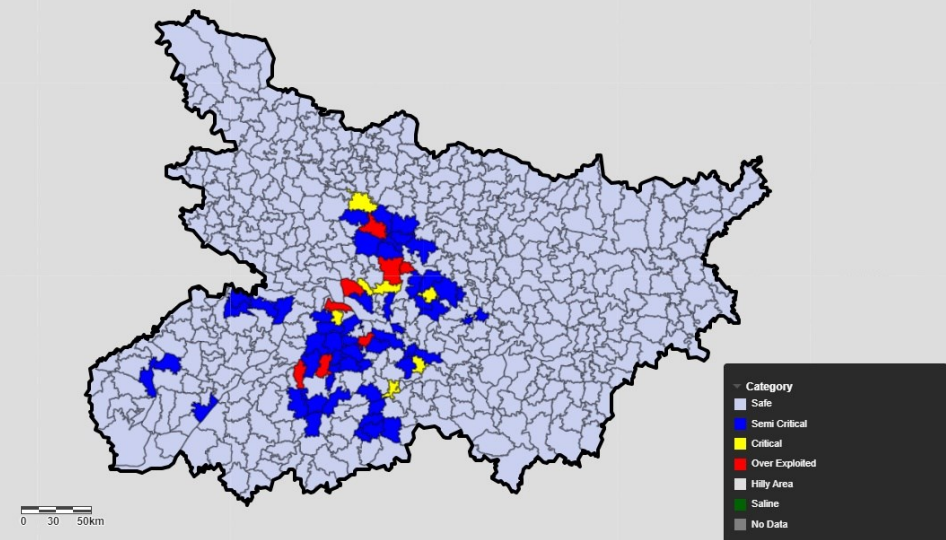 Category
Safe
Semi Critical
Critical
Over Exploited
Hilly Area
Saline
No Data
0 30 50km